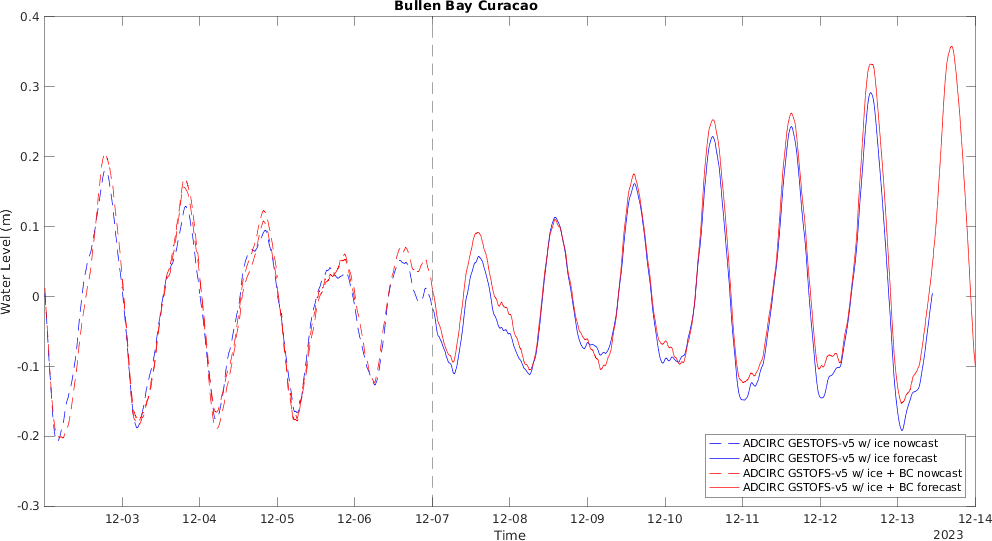 Bullen Bay Curacao
0.4
0.3
0.2
0.1
0
-0.1
-0.2
-0.3
Water Level (m)
ADCIRC GESTOFS-v5 w/ ice nowcast
ADCIRC GESTOFS-v5 w/ ice forecast
ADCIRC GSTOFS-v5 w/ ice + BC nowcast
ADCIRC GSTOFS-v5 w/ ice + BC forecast
12-03 12-04 12-05 12-06 12-07 12-08 12-09 12-10 12-11 12-12 12-13 12-14
Time
2023